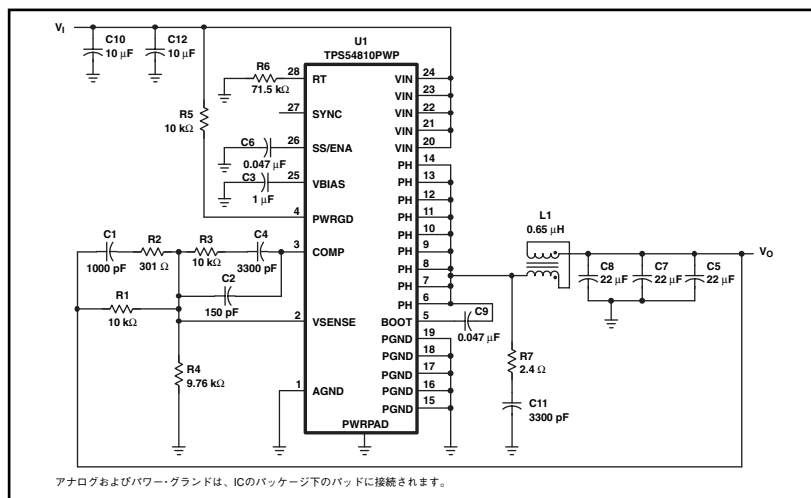 VI
C10
10 μF
C12
10 μF
U1
TPS54810PWP
R6
71.5 kΩ
28
RT
VIN
24
27
SYNC
VIN
23
R5
10 kΩ
VIN
22
VIN
21
C6
0.047 μF
26
SS/ENA
VIN
20
PH
14
C3
1 μF
25
VBIAS
PH
13
PH
12
4
PWRGD
PH
11
L1
0.65 μH
C1
1000 pF
R2
301 Ω
R3
10 kΩ
C4
3300 pF
3
COMP
PH
10
PH
9
VO
PH
8
C8
22 μF
C7
22 μF
C5
22 μF
C2
150 pF
PH
7
R1
10 kΩ
PH
6
C9
0.047 μF
2
VSENSE
BOOT
5
PGND
19
R4
9.76 kΩ
PGND
18
R7
2.4 Ω
PGND
17
1
AGND
PGND
16
C11
3300 pF
PGND
15
PWRPAD
アナログおよびパワー・グランドは、ICのパッケージ下のパッドに接続されます。